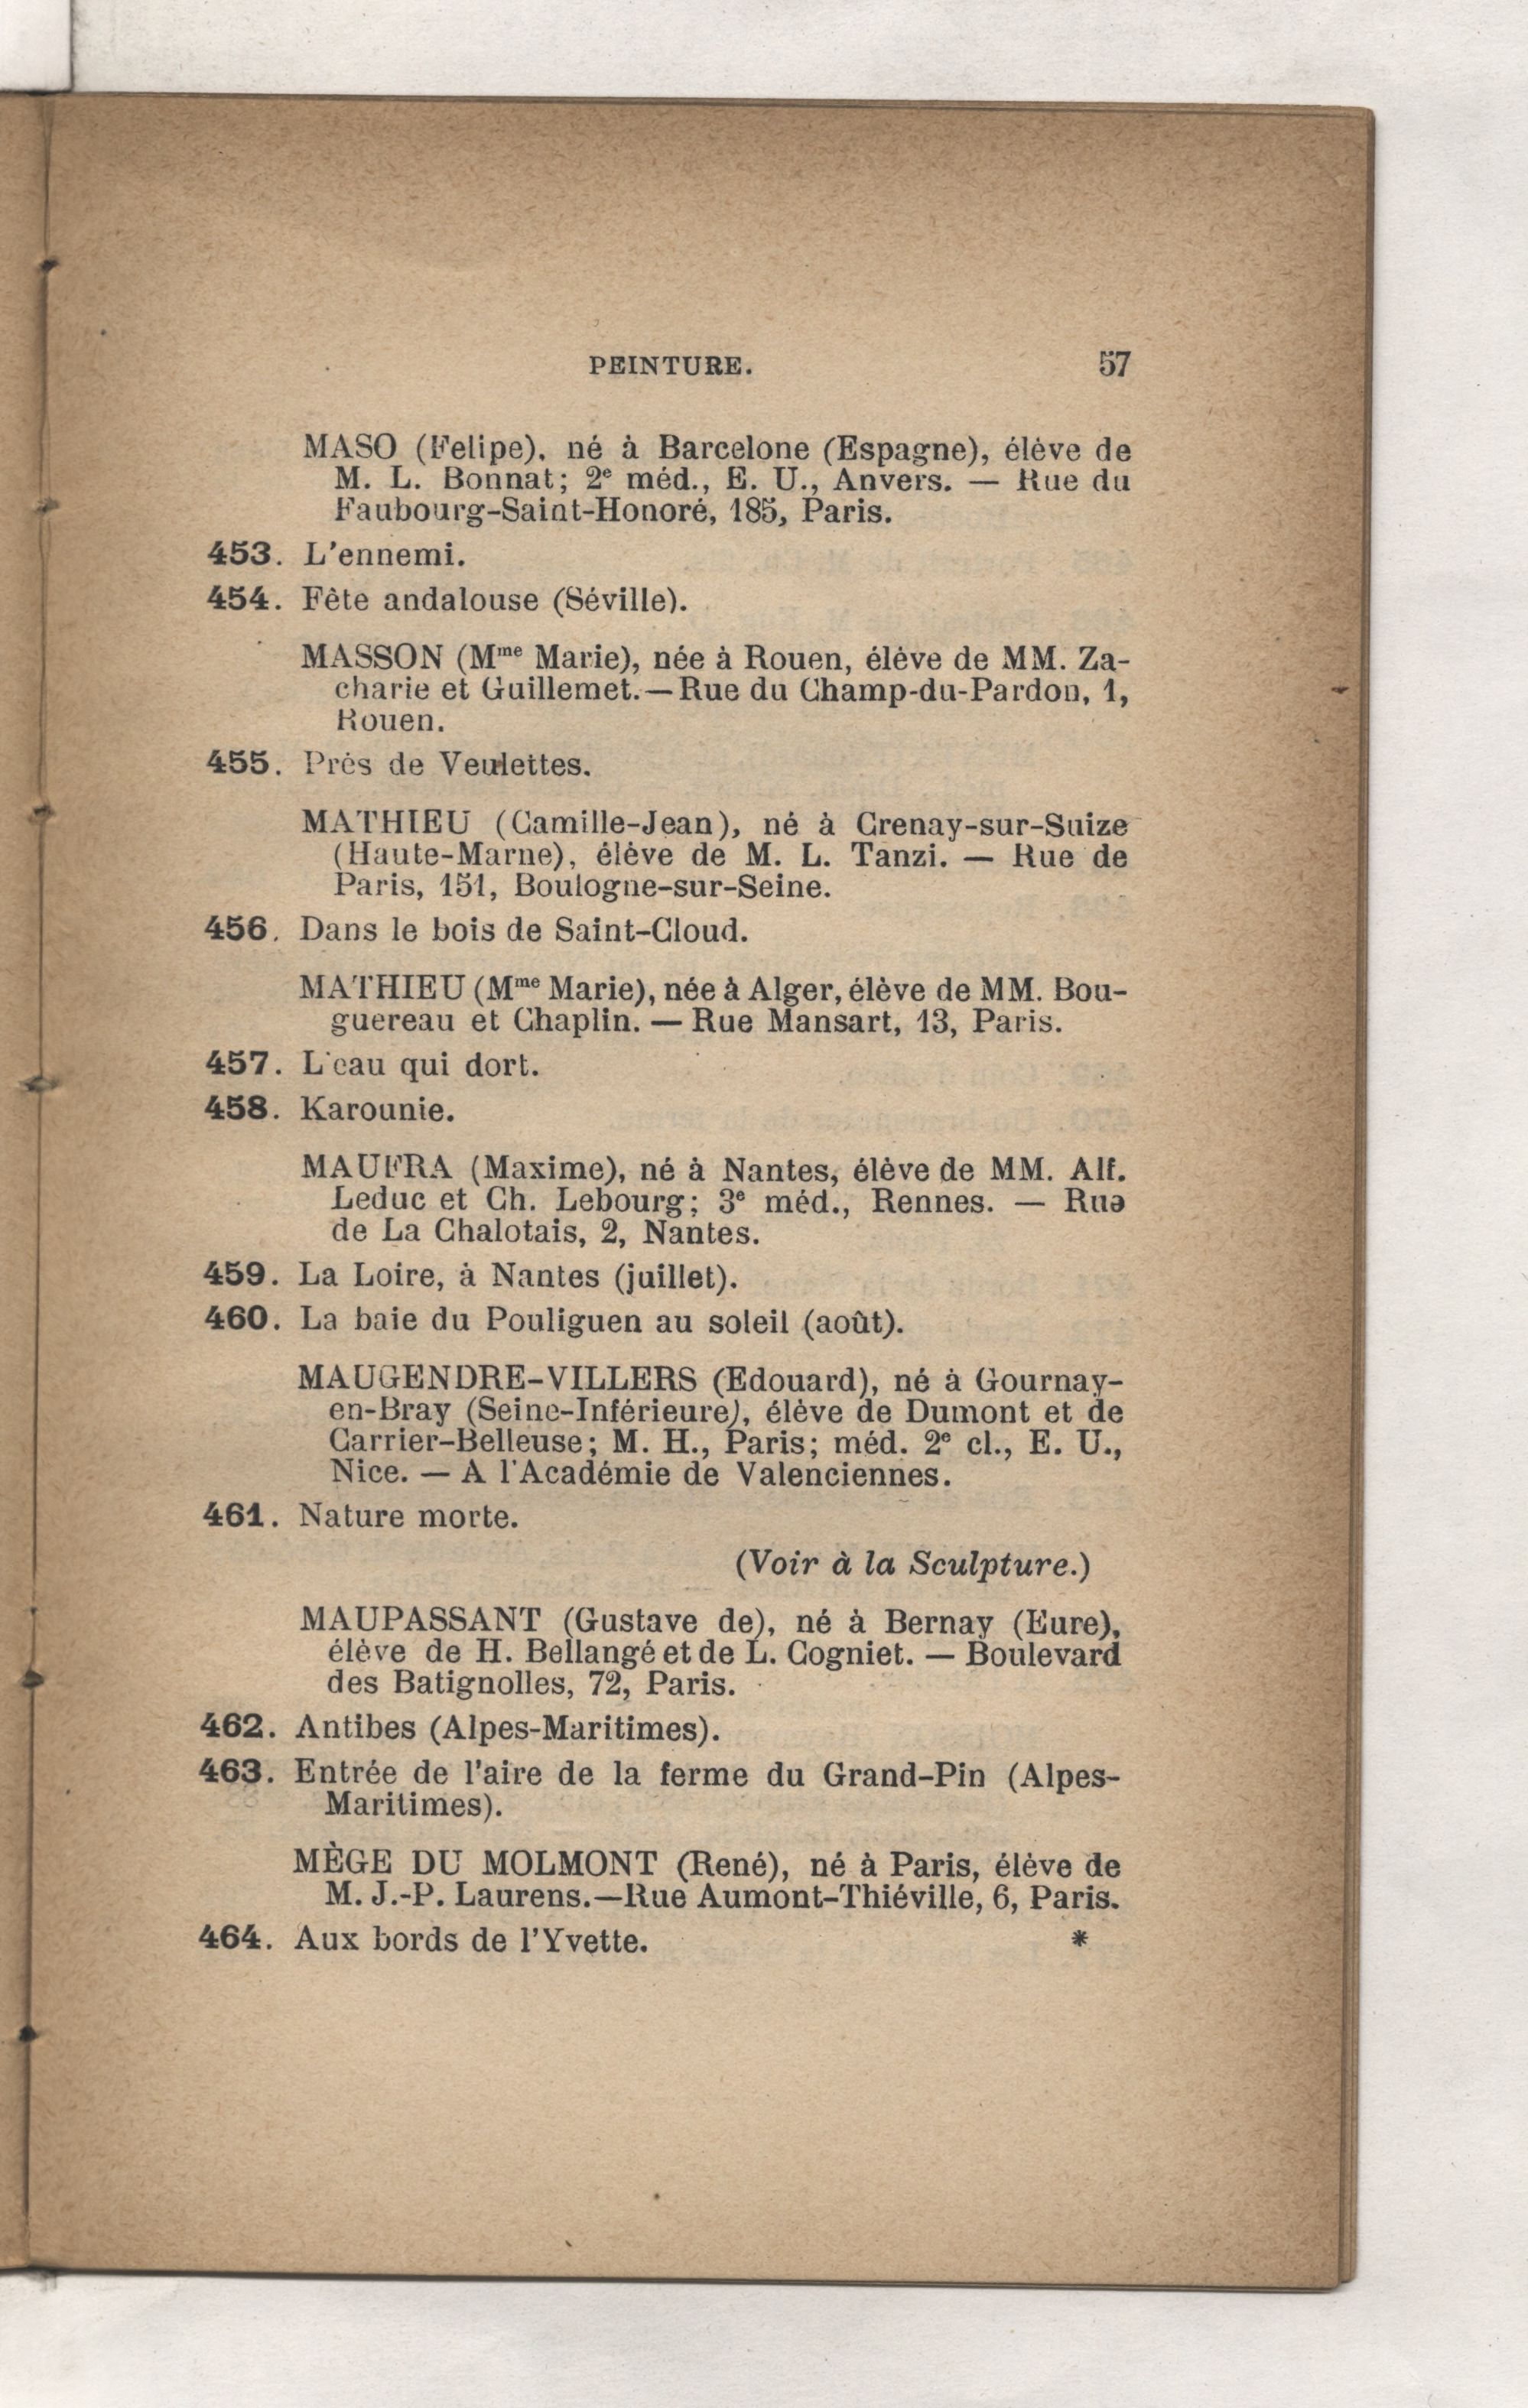 PEINTURE. 57
MASO (Felipe), né à Barcelone (Espagne), élève de
M. L. Bonnat; 2e méd., E. U., Anvers. — Rue du
Faubourg-Saint-Honoré, 185, Paris.
453. L'ennemi.
454. Fête andalouse (Séville).
MASSON (Mme Marie), née à Rouen, élève de MM. Za-
charie et Guillemet. — Rue du Champ-du-Pardon, 1,
Rouen.
455. Près de Veulettes.
MATHIEU (Camille-Jean), né à Crenay-sur-Suize
(Haute-Marne), élève de M. L. Tanzi. — Rue de
Paris, 151, Boulogne-sur-Seine.
456. Dans le bois de Saint-Cloud.
MATHIEU (Mme Marie), née à Alger, élève de MM. Bou-
guereau et Chaplin. — Rue Mansart, 13, Paris.
457. L'eau qui dort.
458. Karounie.
MAUFRA (Maxime), né à Nantes, élève de MM. Alf.
Leduc et Ch. Lebourg; 3e méd., Rennes. — Rue
de La Chalotais, 2, Nantes.
459. La Loire, à Nantes (juillet).
460. La baie du Pouliguen au soleil (août).
MAUGENDRE-VILLERS (Edouard), né à Gournay-
en-Bray (Seine-Inférieure), élève de Dumont et de
Carrier-Belleuse; M. H., Paris; méd. 2e cl., E. U.,
Nice. — A l'Académie de Valenciennes.
461. Nature morte.
(Voir à la Sculpture.)
MAUPASSANT (Gustave de), né à Bernay (Eure),
élève de H. Bellangé et de L. Cogniet. — Boulevard
des Batignolles, 72, Paris.
462. Antibes (Alpes-Maritimes).
463. Entrée de l'aire de la ferme du Grand-Pin (Alpes-
Maritimes).
MÈGE DU MOLMONT (René), né à Paris, élève de
M. J.-P. Laurens. — Rue Aumont-Thiéville, 6, Paris.
464. Aux bords de l'Yvette. *